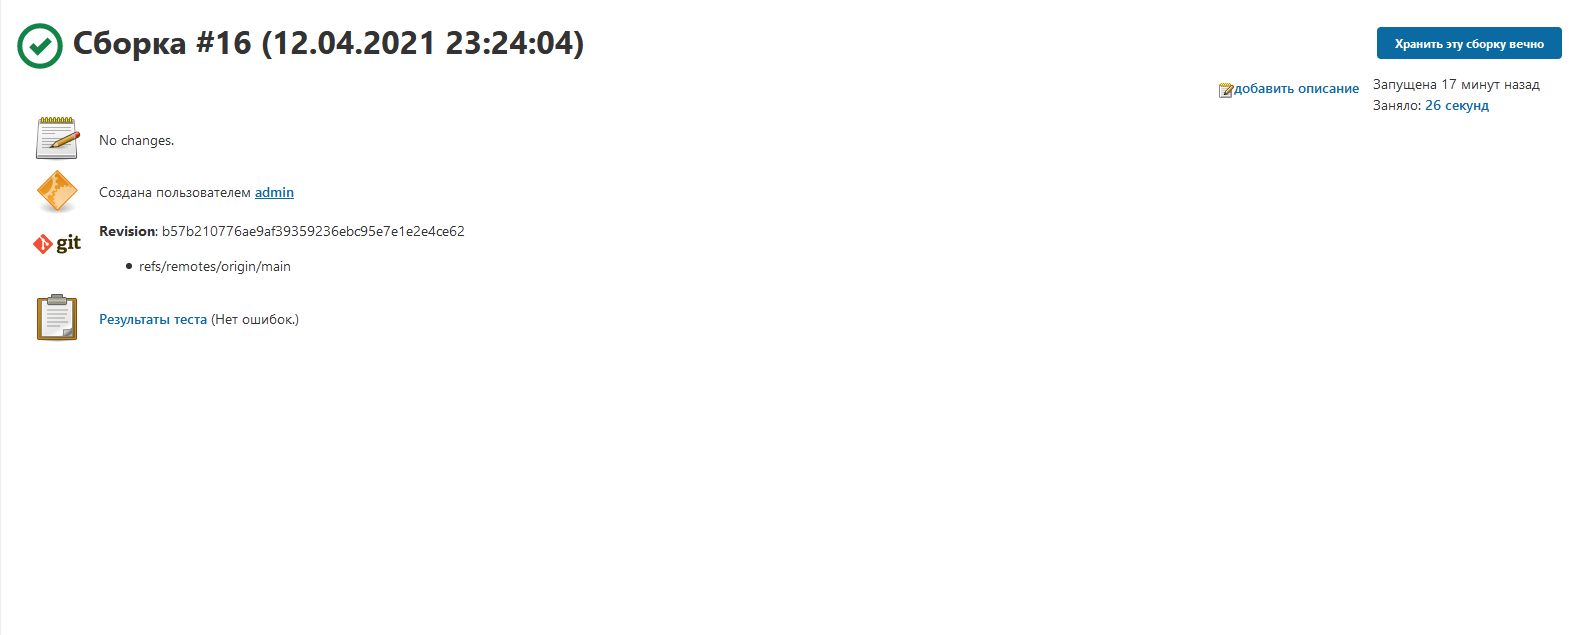 Сборка #16 (12.04.2021 23:24:04)
Хранить эту сборку вечно
добавить описание
Запущена 17 минут назад
Заняло: 26 секунд
No changes.
Создана пользователем admin
Revision: b57b210776ae9af39359236ebc95e7e1e2e4ce62
git
refs/remotes/origin/main
Результаты теста (Нет ошибок.)